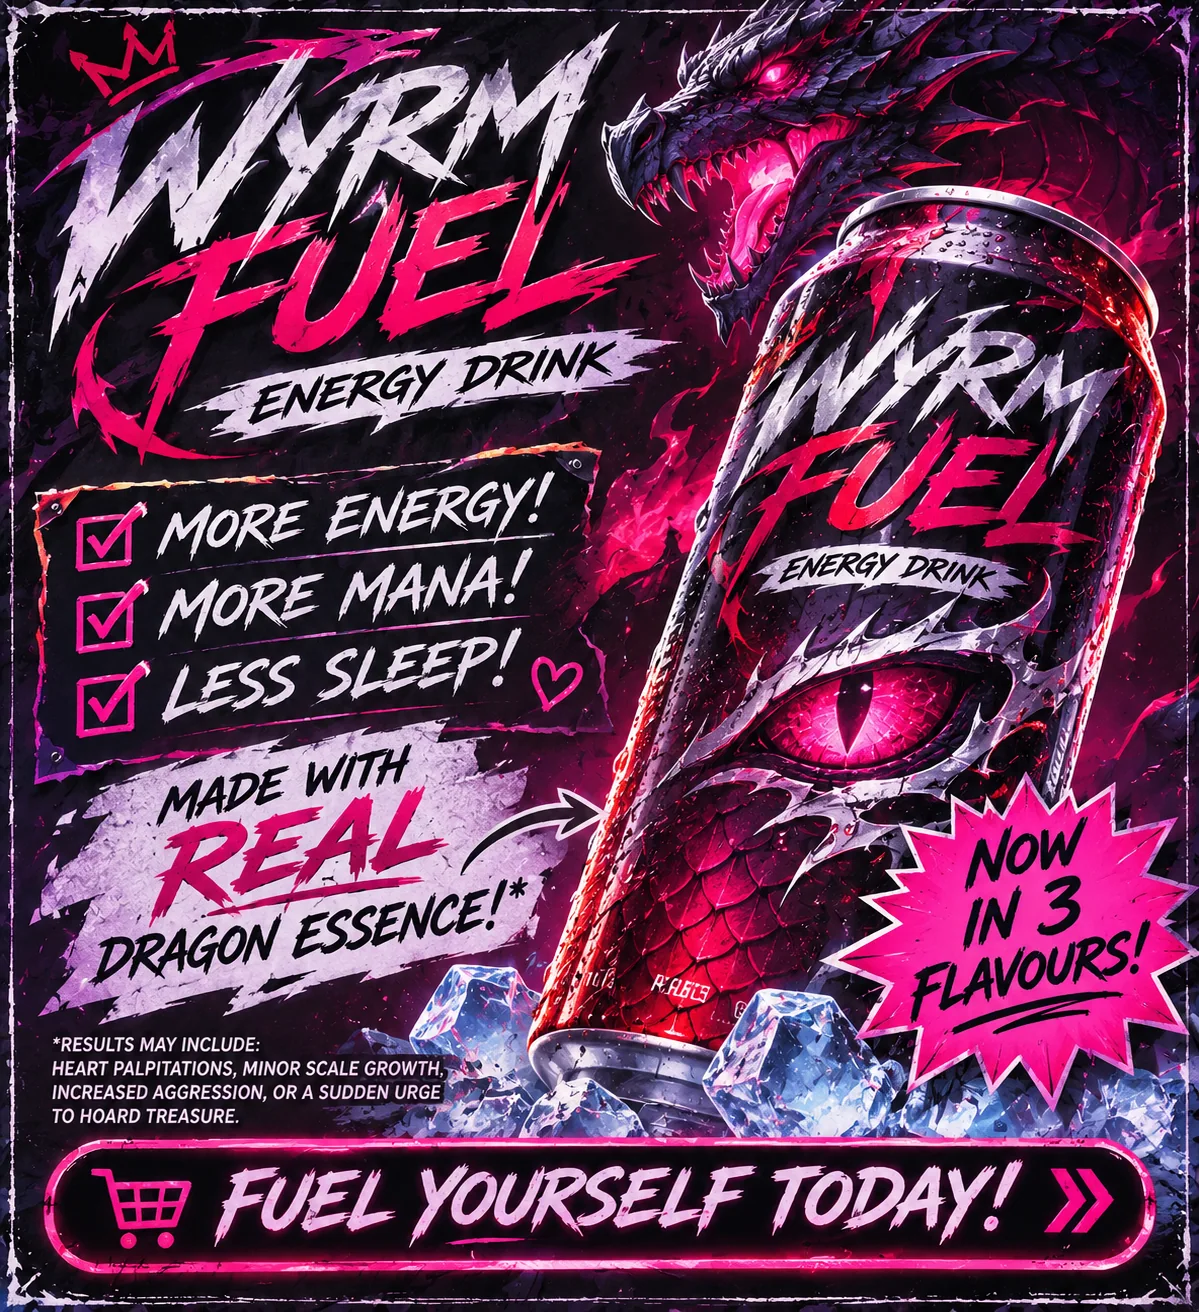 WYRM
FUEL
ENERGY DRINK
MORE ENERGY!
MORE MANA!
LESS SLEEP!
MADE WITH
REAL
DRAGON ESSENCE!*
*RESULTS MAY INCLUDE:
HEART PALPITATIONS, MINOR SCALE GROWTH,
INCREASED AGGRESSION, OR A SUDDEN URGE
TO HOARD TREASURE.
WYRM
FUEL
ENERGY DRINK
NOW
IN 3
FLAVOURS!
FUEL YOURSELF TODAY!